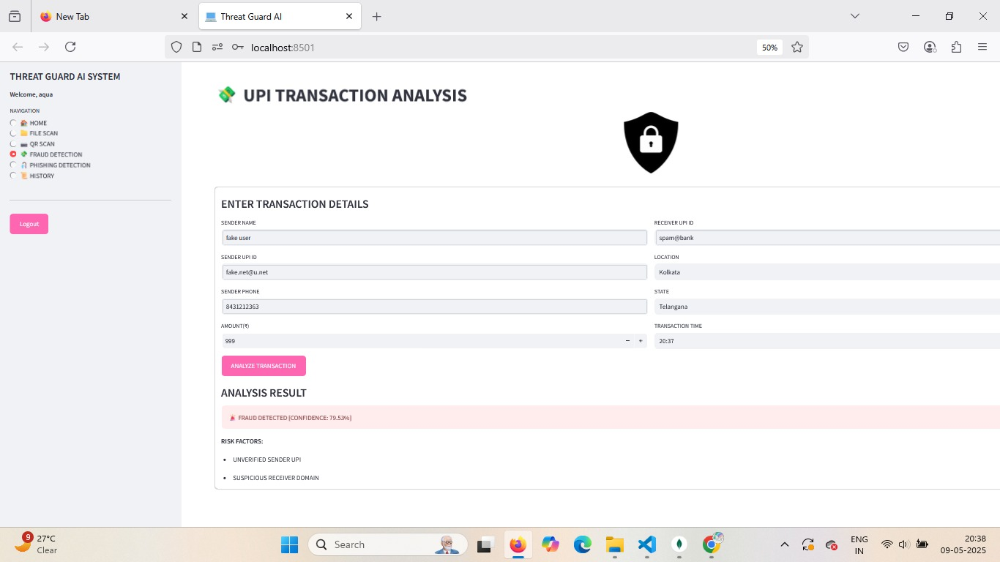 New Tab
Threat Guard AI
localhost:8501
50%
THREAT GUARD AI SYSTEM
Welcome, aqua
NAVIGATION
HOME
FILE SCAN
QR SCAN
FRAUD DETECTION
PHISHING DETECTION
HISTORY
Logout
UPI TRANSACTION ANALYSIS
ENTER TRANSACTION DETAILS
SENDER NAME
RECEIVER UPI ID
fake user
spam@bank
SENDER UPI ID
LOCATION
fake.net@u.net
Kolkata
SENDER PHONE
STATE
8431212363
Telangana
AMOUNT(₹)
TRANSACTION TIME
999
20:37
ANALYZE TRANSACTION
ANALYSIS RESULT
FRAUD DETECTED [CONFIDENCE: 79.53%]
RISK FACTORS:
UNVERIFIED SENDER UPI
SUSPICIOUS RECEIVER DOMAIN
9
27°C
Clear
Search
ENG
IN
20:38
09-05-2025